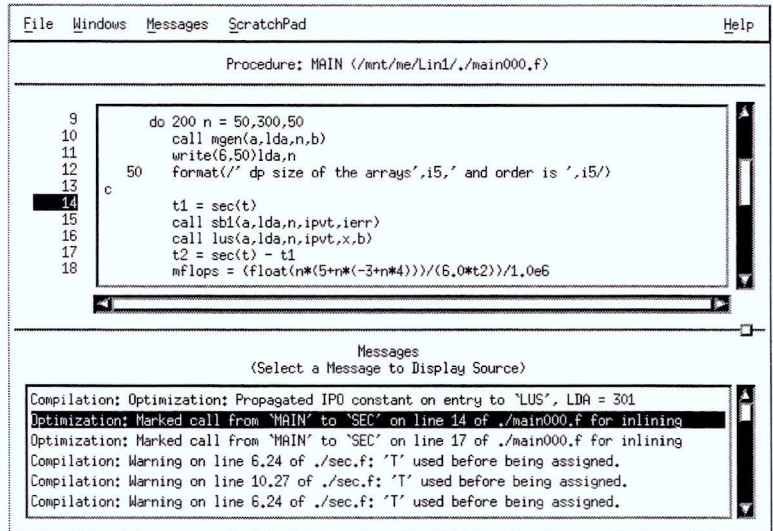 File Windows Messages ScratchPad Help
Procedure: MAIN (/mnt/me/Lin1/./main000.f)
9 do 200 n = 50,300,50
10 call mgen(a,lda,n,b)
11 write(6,50)lda,n
12 50 format(/' dp size of the arrays',i5,' and order is ',i5/)
13 c
14 t1 = sec(t)
15 call sb1(a,lda,n,ipvt,ierr)
16 call lus(a,lda,n,ipvt,x,b)
17 t2 = sec(t) - t1
18 mflops = (float(n*(5+n*(-3+n*4)))/(6.0*t2))/1.0e6
Messages
(Select a Message to Display Source)
Compilation: Optimization: Propagated IPO constant on entry to `LUS', LDA = 301
Optimization: Marked call from `MAIN' to `SEC' on line 14 of ./main000.f for inlining
Optimization: Marked call from `MAIN' to `SEC' on line 17 of ./main000.f for inlining
Compilation: Warning on line 6.24 of ./sec.f: 'T' used before being assigned.
Compilation: Warning on line 10.27 of ./sec.f: 'T' used before being assigned.
Compilation: Warning on line 6.24 of ./sec.f: 'T' used before being assigned.